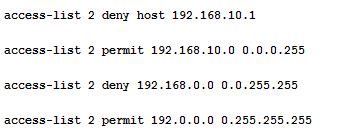 access-list 2 deny host 192.168.10.1
access-list 2 permit 192.168.10.0 0.0.0.255
access-list 2 deny 192.168.0.0 0.0.255.255
access-list 2 permit 192.0.0.0 0.255.255.255